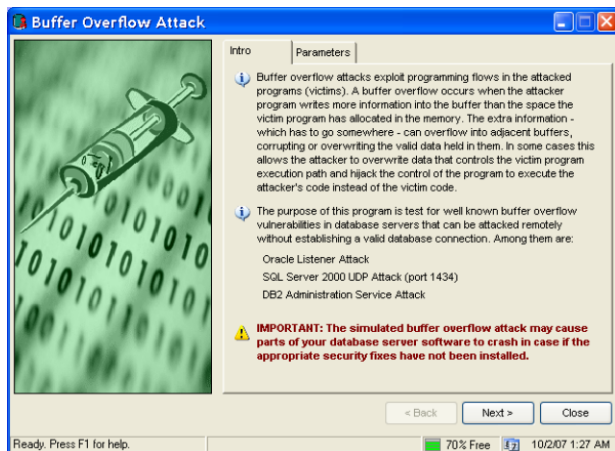 Buffer Overflow Attack
Intro
Parameters
Buffer overflow attacks exploit programming flows in the attacked
programs (victims). A buffer overflow occurs when the attacker
program writes more information into the buffer than the space the
victim program has allocated in the memory. The extra information -
which has to go somewhere - can overflow into adjacent buffers,
corrupting or overwriting the valid data held in them. In some cases this
allows the attacker to overwrite data that controls the victim program
execution path and hijack the control of the program to execute the
attacker's code instead of the victim code.
The purpose of this program is test for well known buffer overflow
vulnerabilities in database servers that can be attacked remotely
without establishing a valid database connection. Among them are:
Oracle Listener Attack
SQL Server 2000 UDP Attack (port 1434)
DB2 Administration Service Attack
IMPORTANT: The simulated buffer overflow attack may cause
parts of your database server software to crash in case if the
appropriate security fixes have not been installed.
< Back
Next >
Close
Ready. Press F1 for help.
70% Free
10/2/07 1:27 AM